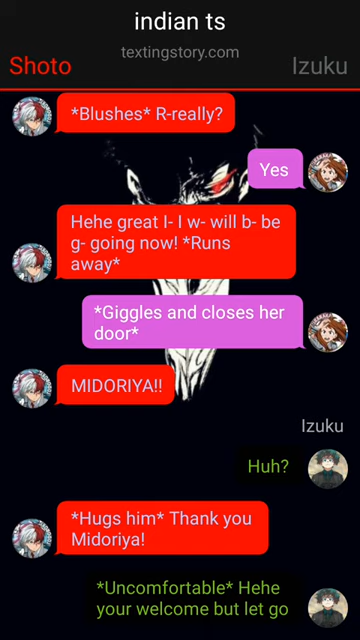 indian ts
textingstory.com
Shoto
Izuku
*Blushes* R-really?
Yes
Hehe great I- I w- will b- be
g- going now! *Runs
away*
*Giggles and closes her
door*
MIDORIYA!!
Izuku
Huh?
*Hugs him* Thank you
Midoriya!
*Uncomfortable* Hehe
your welcome but let go